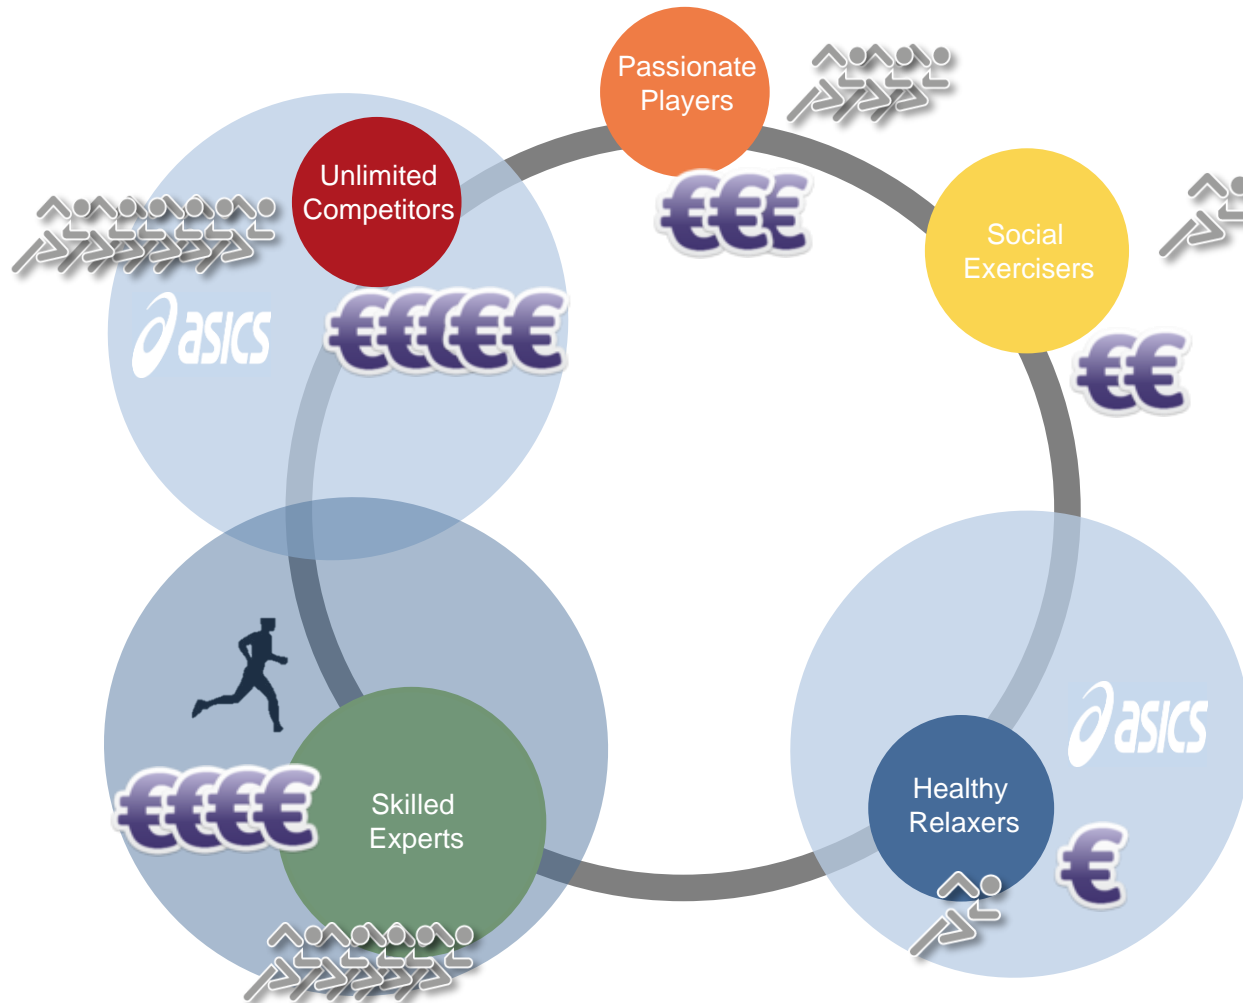 Passionate
Players
Unlimited
Competitors
Social
Exercisers
€€€
asics
€€€€€
€€
asics
Healthy
Relaxers
€€€€
Skilled
Experts
€